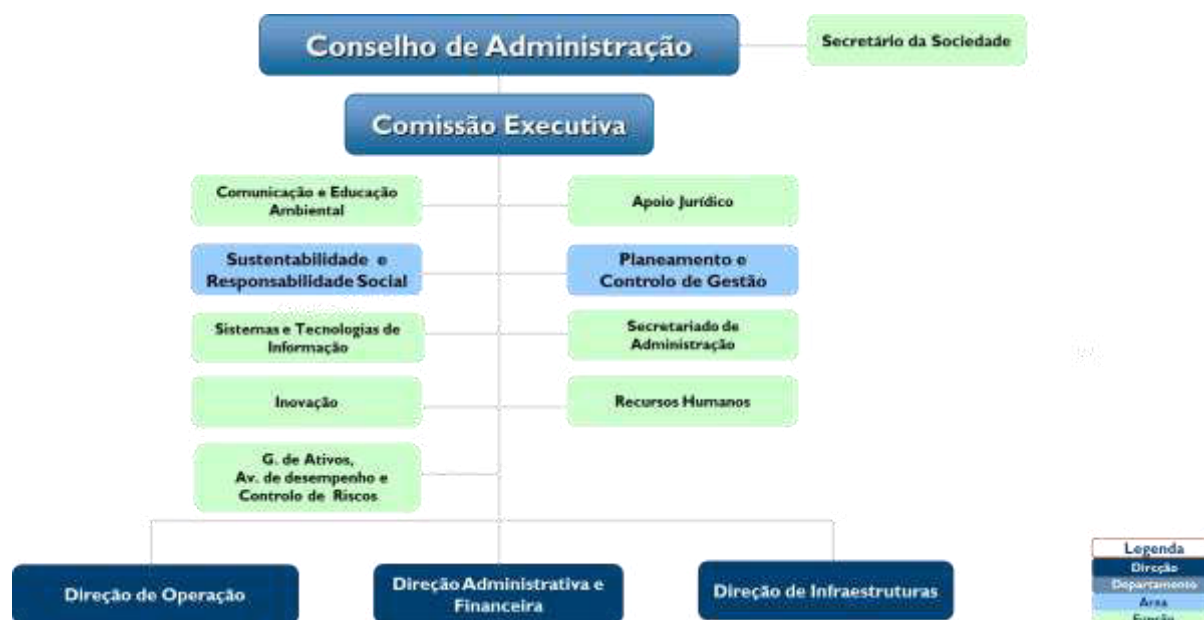 Conselho de Administração
Secretário da Sociedade
Comissão Executiva
Comunicação e Educação
Ambiental
Apoio Jurídico
Sustentabilidade e
Responsabilidade Social
Planeamento e
Controlo de Gestão
Sistemas e Tecnologias de
Informação
Secretariado de
Administração
Inovação
Recursos Humanos
G. de Ativos,
Av. de desempenho e
Controlo de Riscos
Direção de Operação
Direção Administrativa e
Financeira
Direção de Infraestruturas
Legenda
Direção
Departamento
Área
Função